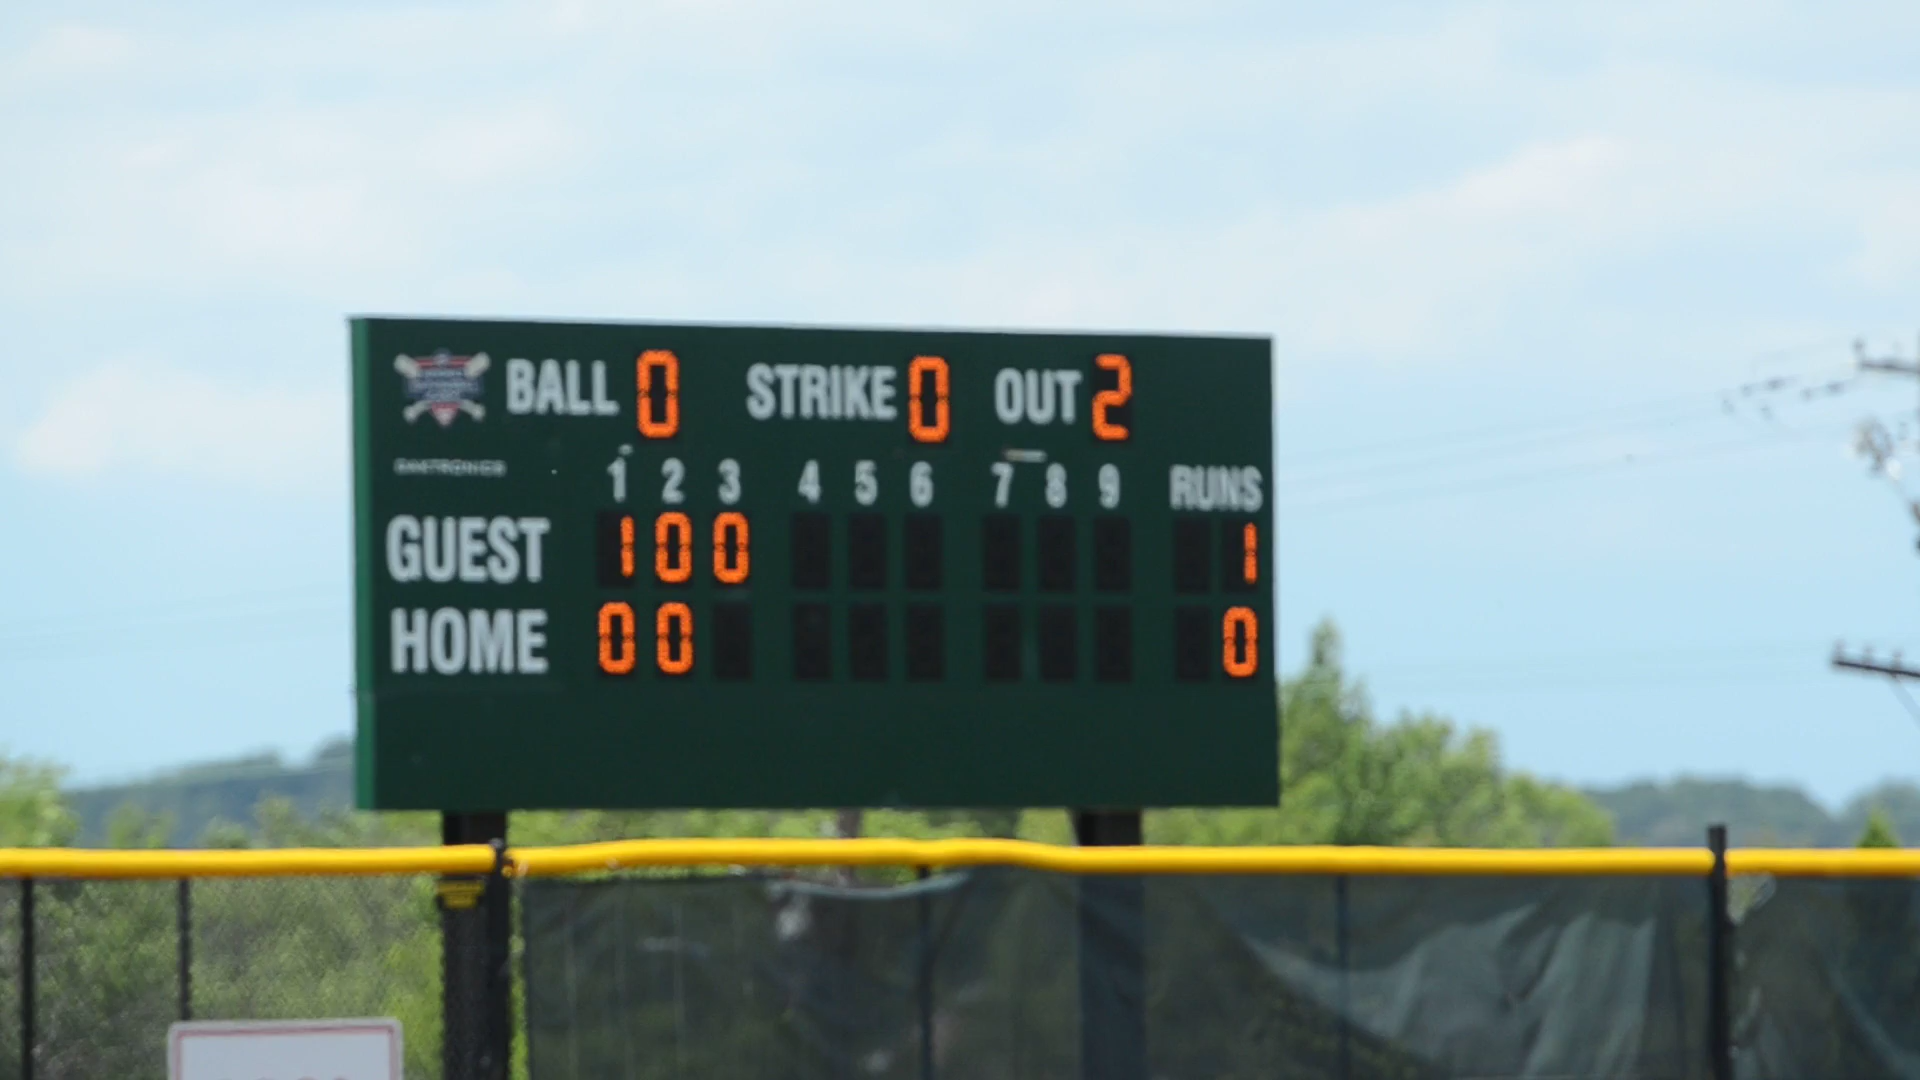 BALL 0 STRIKE 0 OUT 2
DAKTRONICS
1 2 3 4 5 6 7 8 9 RUNS
GUEST 1 0 0 1
HOME 0 0 0